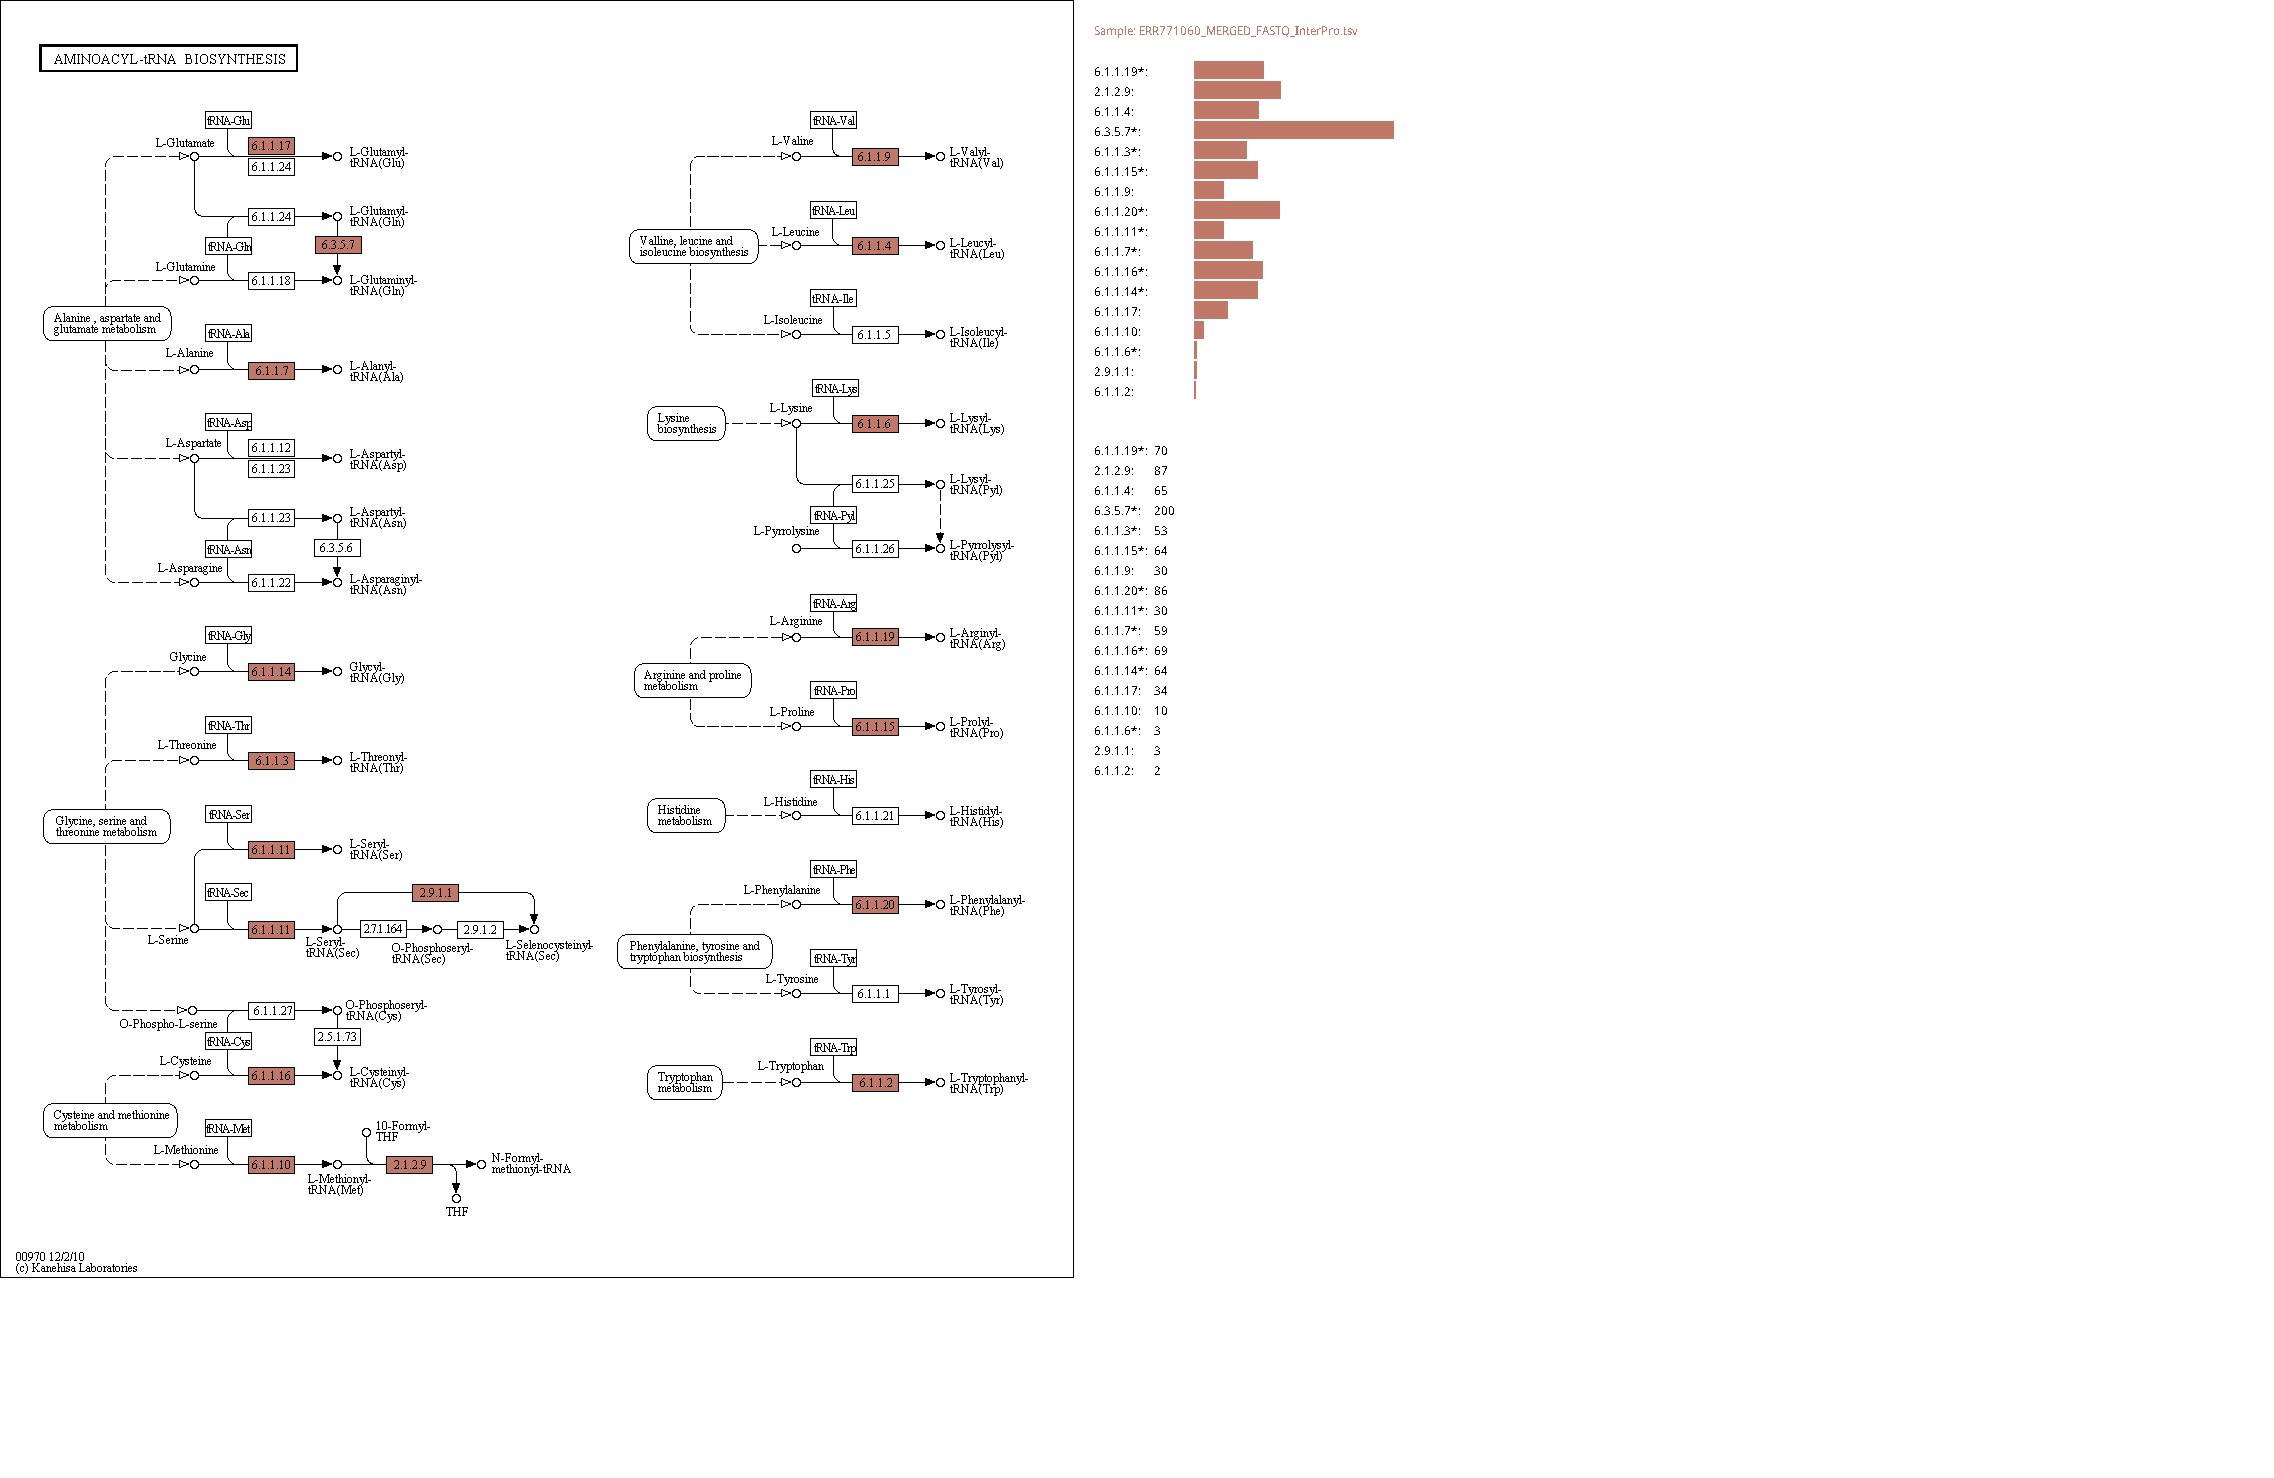 AMINOACYL-tRNA BIOSYNTHESIS
tRNA-Glu
L-Glutamate
6.1.1.17
6.1.1.24
L-Glutamyl-
tRNA(Glu)
6.1.1.24
L-Glutamyl-
tRNA(Gln)
tRNA-Gln
6.3.5.7
L-Glutamine
6.1.1.18
L-Glutaminyl-
tRNA(Gln)
Alanine , aspartate and
glutamate metabolism
tRNA-Ala
L-Alanine
6.1.1.7
L-Alanyl-
tRNA(Ala)
tRNA-Asp
L-Aspartate
6.1.1.12
6.1.1.23
L-Aspartyl-
tRNA(Asp)
6.1.1.23
L-Aspartyl-
tRNA(Asn)
tRNA-Asn
6.3.5.6
L-Asparagine
6.1.1.22
L-Asparaginyl-
tRNA(Asn)
tRNA-Gly
Glycine
6.1.1.14
Glycyl-
tRNA(Gly)
tRNA-Thr
L-Threonine
6.1.1.3
L-Threonyl-
tRNA(Thr)
Glycine, serine and
threonine metabolism
tRNA-Ser
6.1.1.11
L-Seryl-
tRNA(Ser)
tRNA-Sec
2.9.1.1
L-Serine
6.1.1.11
L-Seryl-
tRNA(Sec)
2.7.1.164
O-Phosphoseryl-
tRNA(Sec)
2.9.1.2
L-Selenocysteinyl-
tRNA(Sec)
O-Phospho-L-serine
6.1.1.27
O-Phosphoseryl-
tRNA(Cys)
tRNA-Cys
2.5.1.73
L-Cysteine
6.1.1.16
L-Cysteinyl-
tRNA(Cys)
Cysteine and methionine
metabolism
tRNA-Met
L-Methionine
6.1.1.10
L-Methionyl-
tRNA(Met)
10-Formyl-
THF
2.1.2.9
N-Formyl-
methionyl-tRNA
THF
00970 12/2/10
(c) Kanehisa Laboratories
tRNA-Val
L-Valine
6.1.1.9
L-Valyl-
tRNA(Val)
tRNA-Leu
L-Leucine
6.1.1.4
L-Leucyl-
tRNA(Leu)
Valline, leucine and
isoleucine biosynthesis
tRNA-Ile
L-Isoleucine
6.1.1.5
L-Isoleucyl-
tRNA(Ile)
tRNA-Lys
Lysine
biosynthesis
L-Lysine
6.1.1.6
L-Lysyl-
tRNA(Lys)
6.1.1.25
L-Lysyl-
tRNA(Pyl)
tRNA-Pyl
L-Pyrrolysine
6.1.1.26
L-Pyrrolysyl-
tRNA(Pyl)
tRNA-Arg
L-Arginine
6.1.1.19
L-Arginyl-
tRNA(Arg)
Arginine and proline
metabolism
tRNA-Pro
L-Proline
6.1.1.15
L-Prolyl-
tRNA(Pro)
tRNA-His
Histidine
metabolism
L-Histidine
6.1.1.21
L-Histidyl-
tRNA(His)
tRNA-Phe
L-Phenylalanine
6.1.1.20
L-Phenylalanyl-
tRNA(Phe)
Phenylalanine, tyrosine and
tryptophan biosynthesis
tRNA-Tyr
L-Tyrosine
6.1.1.1
L-Tyrosyl-
tRNA(Tyr)
tRNA-Trp
Tryptophan
metabolism
L-Tryptophan
6.1.1.2
L-Tryptophanyl-
tRNA(Trp)
Sample: ERR771060_MERGED_FASTQ_InterPro.tsv
6.1.1.19*:
2.1.2.9:
6.1.1.4:
6.3.5.7*:
6.1.1.3*:
6.1.1.15*:
6.1.1.9:
6.1.1.20*:
6.1.1.11*:
6.1.1.7*:
6.1.1.16*:
6.1.1.14*:
6.1.1.17:
6.1.1.10:
6.1.1.6*:
2.9.1.1:
6.1.1.2:
6.1.1.19*: 70
2.1.2.9: 87
6.1.1.4: 65
6.3.5.7*: 200
6.1.1.3*: 53
6.1.1.15*: 64
6.1.1.9: 30
6.1.1.20*: 86
6.1.1.11*: 30
6.1.1.7*: 59
6.1.1.16*: 69
6.1.1.14*: 64
6.1.1.17: 34
6.1.1.10: 10
6.1.1.6*: 3
2.9.1.1: 3
6.1.1.2: 2